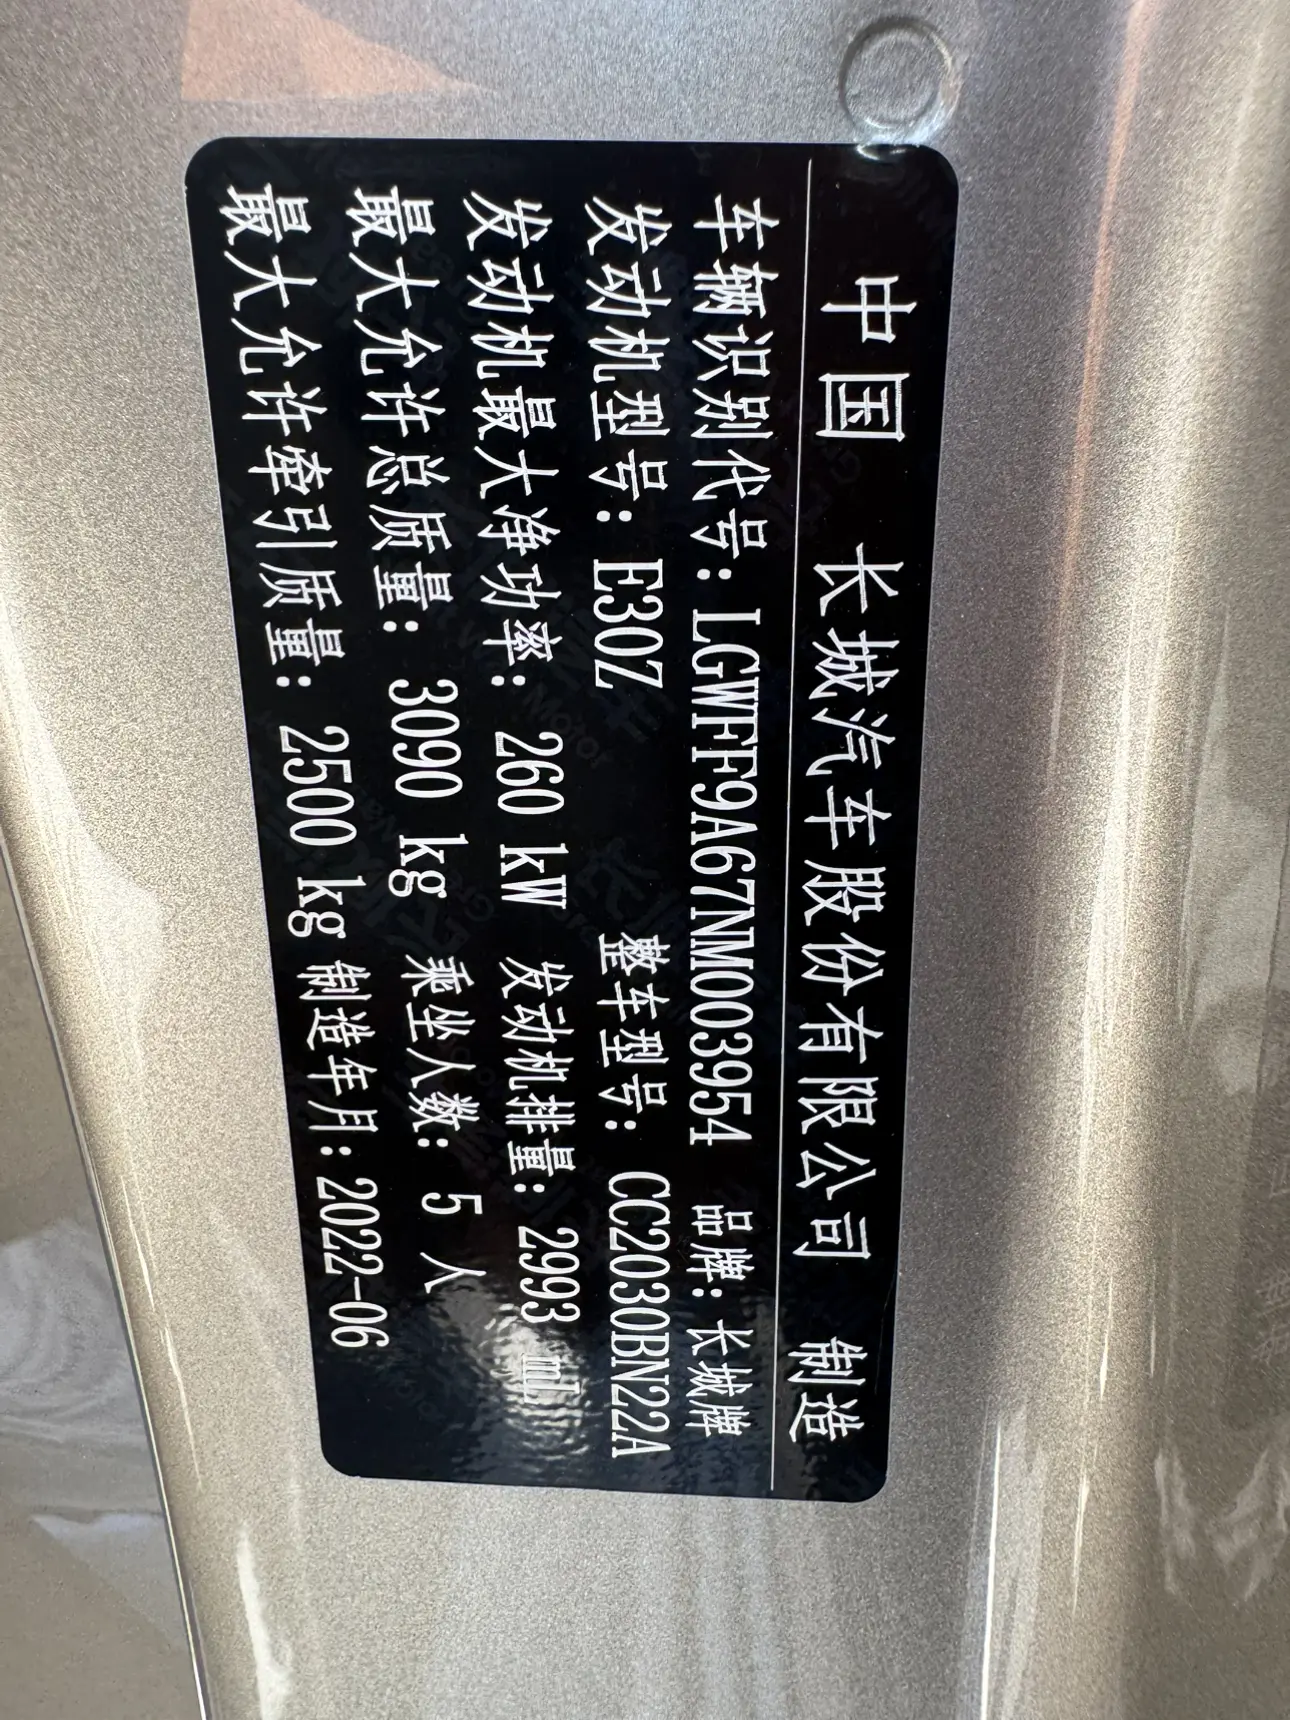 中国 长城汽车股份有限公司 制造
车辆识别代号: LGWFF9A67NM003954 品牌: 长城牌
发动机型号: E30Z 整车型号: CC2030BN22A
发动机最大净功率: 260 kW 发动机排量: 2993 mL
最大允许总质量: 3090 kg 乘坐人数: 5 人
最大允许牵引质量: 2500 kg 制造年月: 2022-06